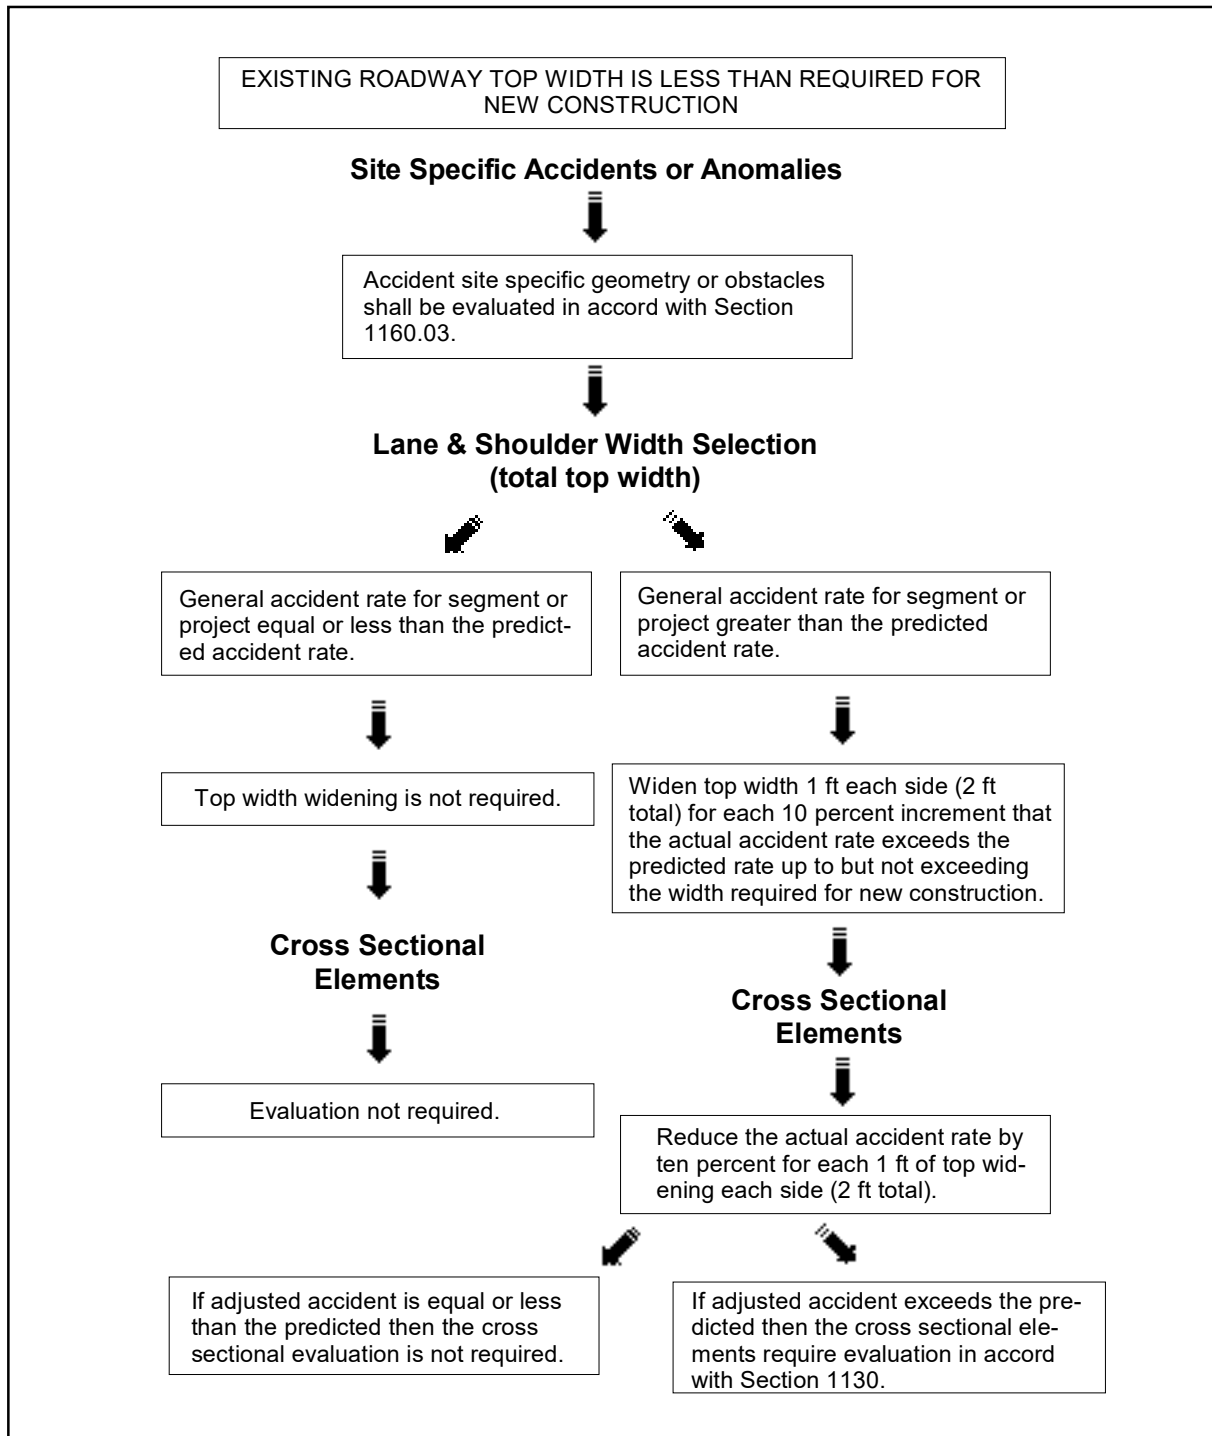 EXISTING ROADWAY TOP WIDTH IS LESS THAN REQUIRED FOR
NEW CONSTRUCTION
Site Specific Accidents or Anomalies
Accident site specific geometry or obstacles
shall be evaluated in accord with Section
1160.03.
Lane & Shoulder Width Selection
(total top width)
General accident rate for segment or
project equal or less than the predict-
ed accident rate.
General accident rate for segment or
project greater than the predicted
accident rate.
Top width widening is not required.
Widen top width 1 ft each side (2 ft
total) for each 10 percent increment that
the actual accident rate exceeds the
predicted rate up to but not exceeding
the width required for new construction.
Cross Sectional
Elements
Cross Sectional
Elements
Evaluation not required.
Reduce the actual accident rate by
ten percent for each 1 ft of top wid-
ening each side (2 ft total).
If adjusted accident is equal or less
than the predicted then the cross
sectional evaluation is not required.
If adjusted accident exceeds the pre-
dicted then the cross sectional ele-
ments require evaluation in accord
with Section 1130.